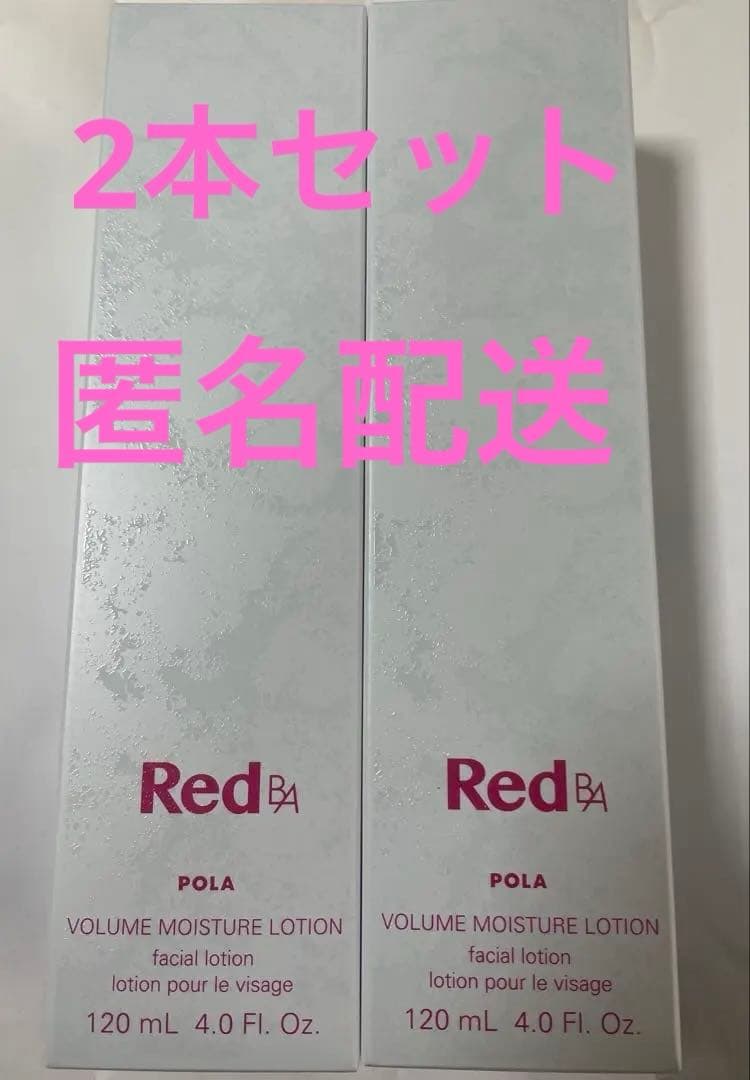 2本セット
匿名配送
Red BA
POLA
VOLUME MOISTURE LOTION
facial lotion
lotion pour le visage
120 mL 4.0 Fl. Oz.
Red BA
POLA
VOLUME MOISTURE LOTION
facial lotion
lotion pour le visage
120 mL 4.0 Fl. Oz.